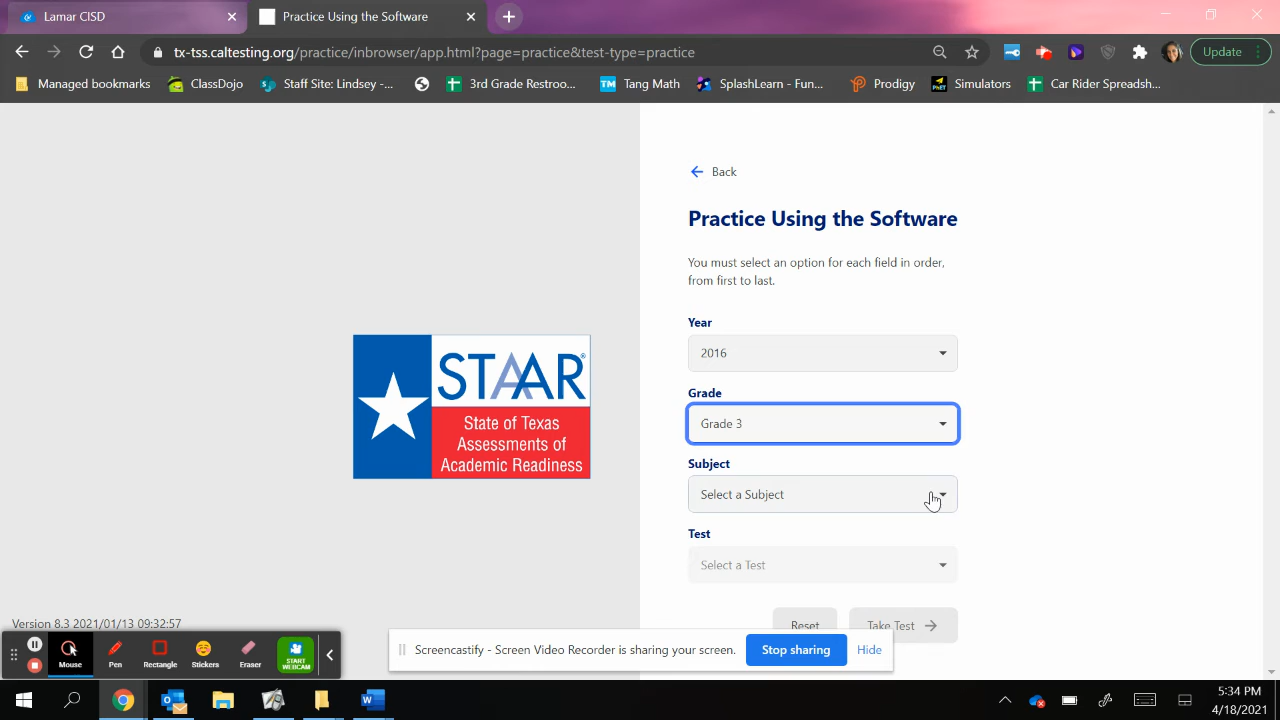 Lamar CISD
Practice Using the Software
tx-tss.caltesting.org/practice/inbrowser/app.html?page=practice&test-type=practice
Update
Managed bookmarks
ClassDojo
Staff Site: Lindsey -...
3rd Grade Restroo...
TM
Tang Math
SplashLearn - Fun...
Prodigy
PhET
Simulators
Car Rider Spreadsh...
Back
Practice Using the Software
You must select an option for each field in order,
from first to last.
Year
2016
Grade
Grade 3
Subject
Select a Subject
Test
Select a Test
Reset
Take Test
STAAR®
State of Texas
Assessments of
Academic Readiness
Version 8.3 2021/01/13 09:32:57
Mouse
Pen
Rectangle
Stickers
Eraser
START
WEBCAM
Screencastify - Screen Video Recorder is sharing your screen.
Stop sharing
Hide
5:34 PM
4/18/2021